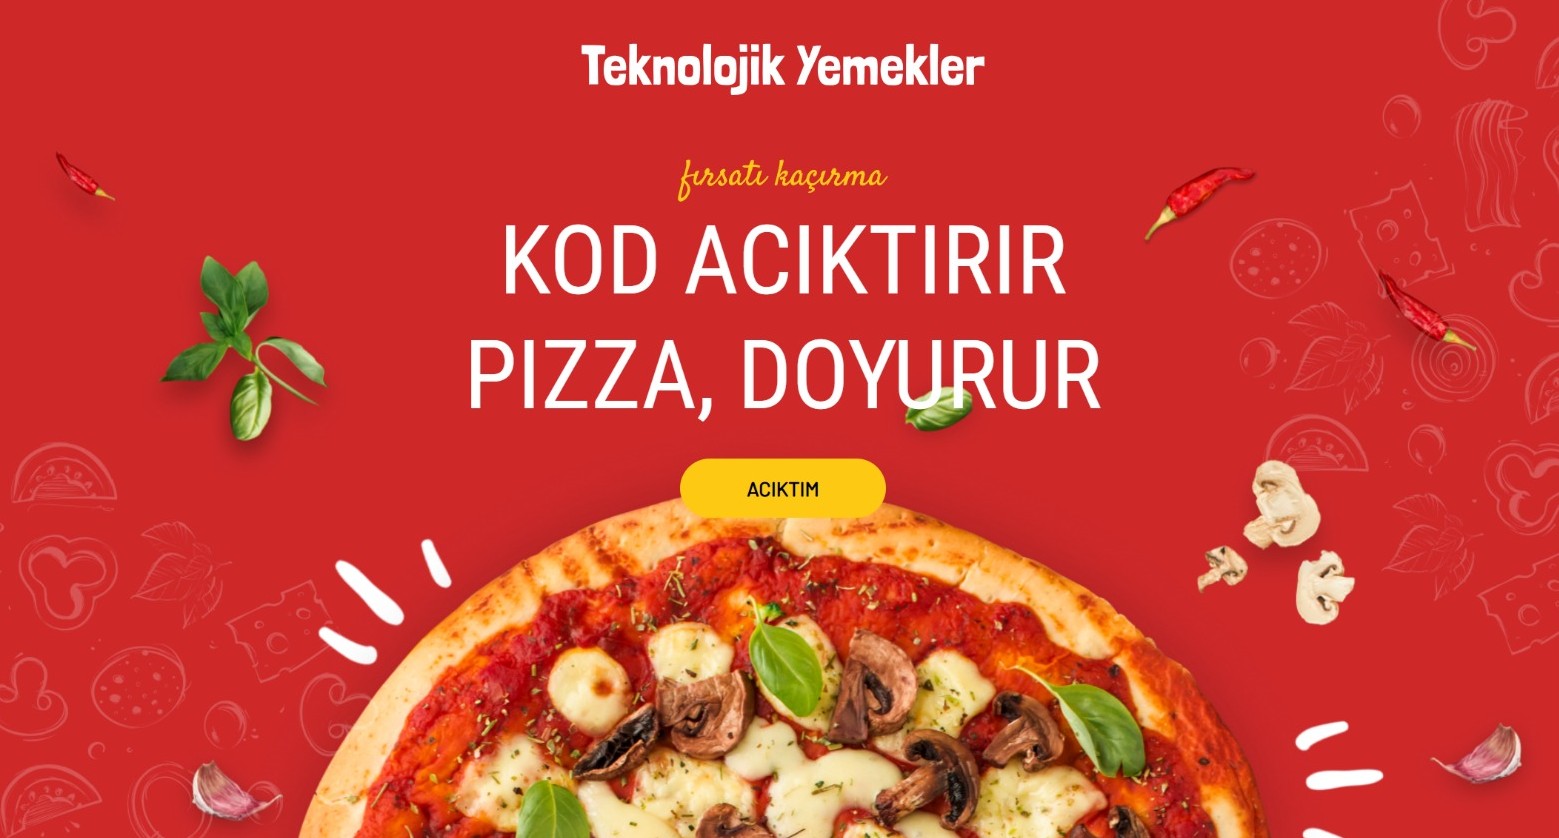 Teknolojik Yemekler
fırsatı kaçırma
KOD ACIKTIRIR
PIZZA, DOYURUR
ACIKTIM